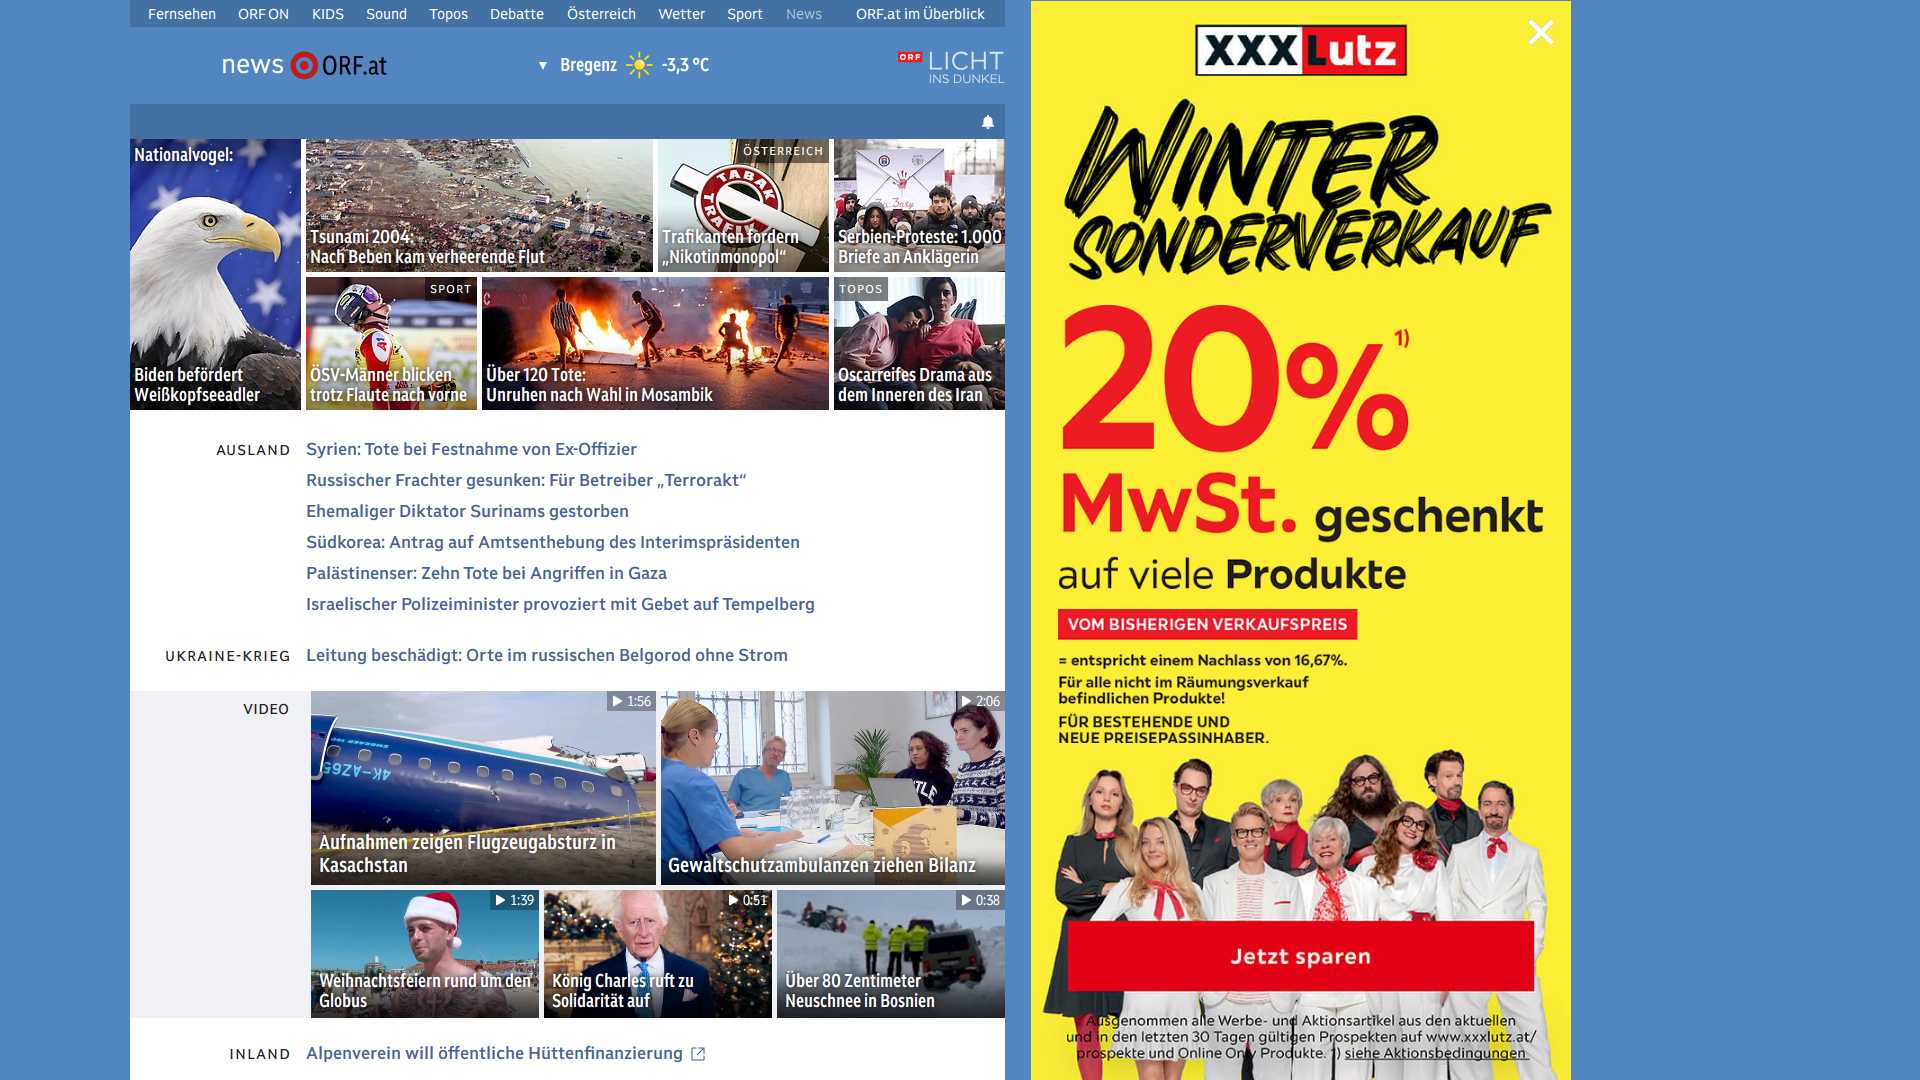 Fernsehen ORF ON KIDS Sound Topos Debatte Österreich Wetter Sport News ORF.at im Überblick
news ORF.at
▼ Bregenz -3,3 °C
ORF LICHT
INS DUNKEL
Nationalvogel:
Biden befördert
Weißkopfseeadler
Tsunami 2004:
Nach Beben kam verheerende Flut
ÖSTERREICH
TABAK
TRAFIK
Trafikanten fordern
„Nikotinmonopol“
Serbien-Proteste: 1.000
Briefe an Anklägerin
SPORT
ÖSV-Männer blicken
trotz Flaute nach vorne
Über 120 Tote:
Unruhen nach Wahl in Mosambik
TOPOS
Oscarreifes Drama aus
dem Inneren des Iran
AUSLAND
Syrien: Tote bei Festnahme von Ex-Offizier
Russischer Frachter gesunken: Für Betreiber „Terrorakt“
Ehemaliger Diktator Surinams gestorben
Südkorea: Antrag auf Amtsenthebung des Interimspräsidenten
Palästinenser: Zehn Tote bei Angriffen in Gaza
Israelischer Polizeiminister provoziert mit Gebet auf Tempelberg
UKRAINE-KRIEG
Leitung beschädigt: Orte im russischen Belgorod ohne Strom
VIDEO
1:56
4K-AZ65
Aufnahmen zeigen Flugzeugabsturz in
Kasachstan
2:06
Gewaltschutzambulanzen ziehen Bilanz
1:39
Weihnachtsfeiern rund um den
Globus
0:51
König Charles ruft zu
Solidarität auf
0:38
Über 80 Zentimeter
Neuschnee in Bosnien
INLAND
Alpenverein will öffentliche Hüttenfinanzierung
XXXLutz
WINTER
SONDERVERKAUF
20% 1)
MwSt. geschenkt
auf viele Produkte
VOM BISHERIGEN VERKAUFSPREIS
= entspricht einem Nachlass von 16,67%.
Für alle nicht im Räumungsverkauf
befindlichen Produkte!
FÜR BESTEHENDE UND
NEUE PREISEPASSINHABER.
Jetzt sparen
Ausgenommen alle Werbe- und Aktionsartikel aus den aktuellen
und in den letzten 30 Tagen gültigen Prospekten auf www.xxxlutz.at/
prospekte und Online Only Produkte. 1) siehe Aktionsbedingungen